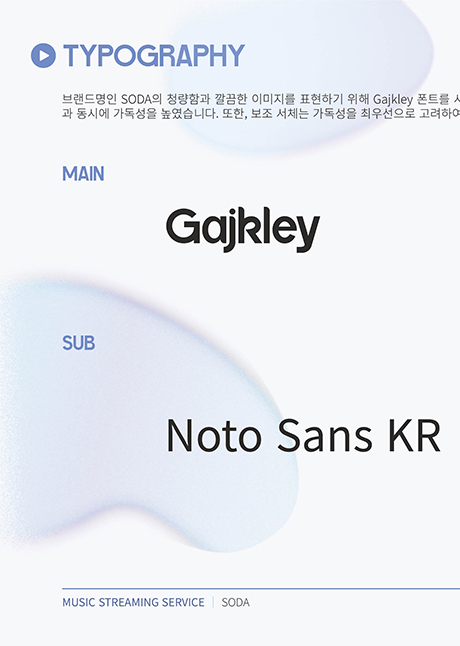 TYPOGRAPHY
브랜드명인 SODA의 청량함과 깔끔한 이미지를 표현하기 위해 Gajkley 폰트를
과 동시에 가독성을 높였습니다. 또한, 보조 서체는 가독성을 최우선으로 고려하여
MAIN
Gajkley
SUB
Noto Sans KR
MUSIC STREAMING SERVICE | SODA